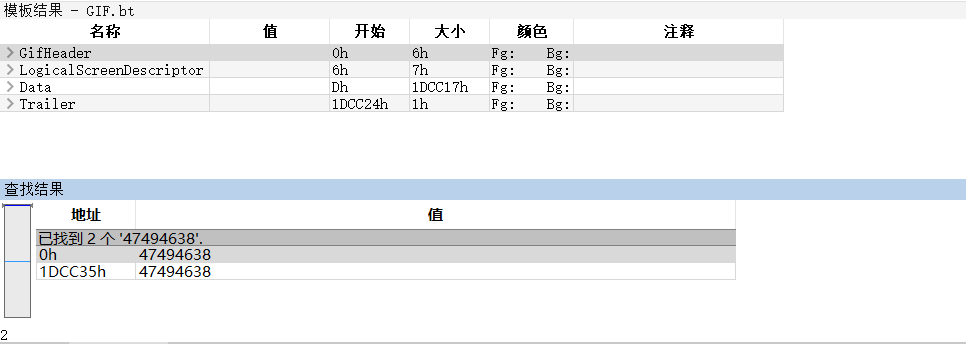 模板结果 - GIF.bt
名称 值 开始 大小 颜色 注释
GifHeader 0h 6h Fg: Bg:
LogicalScreenDescriptor 6h 7h Fg: Bg:
Data Dh 1DCC17h Fg: Bg:
Trailer 1DCC24h 1h Fg: Bg:
查找结果
地址 值
已找到 2 个 '47494638'.
0h 47494638
1DCC35h 47494638
2